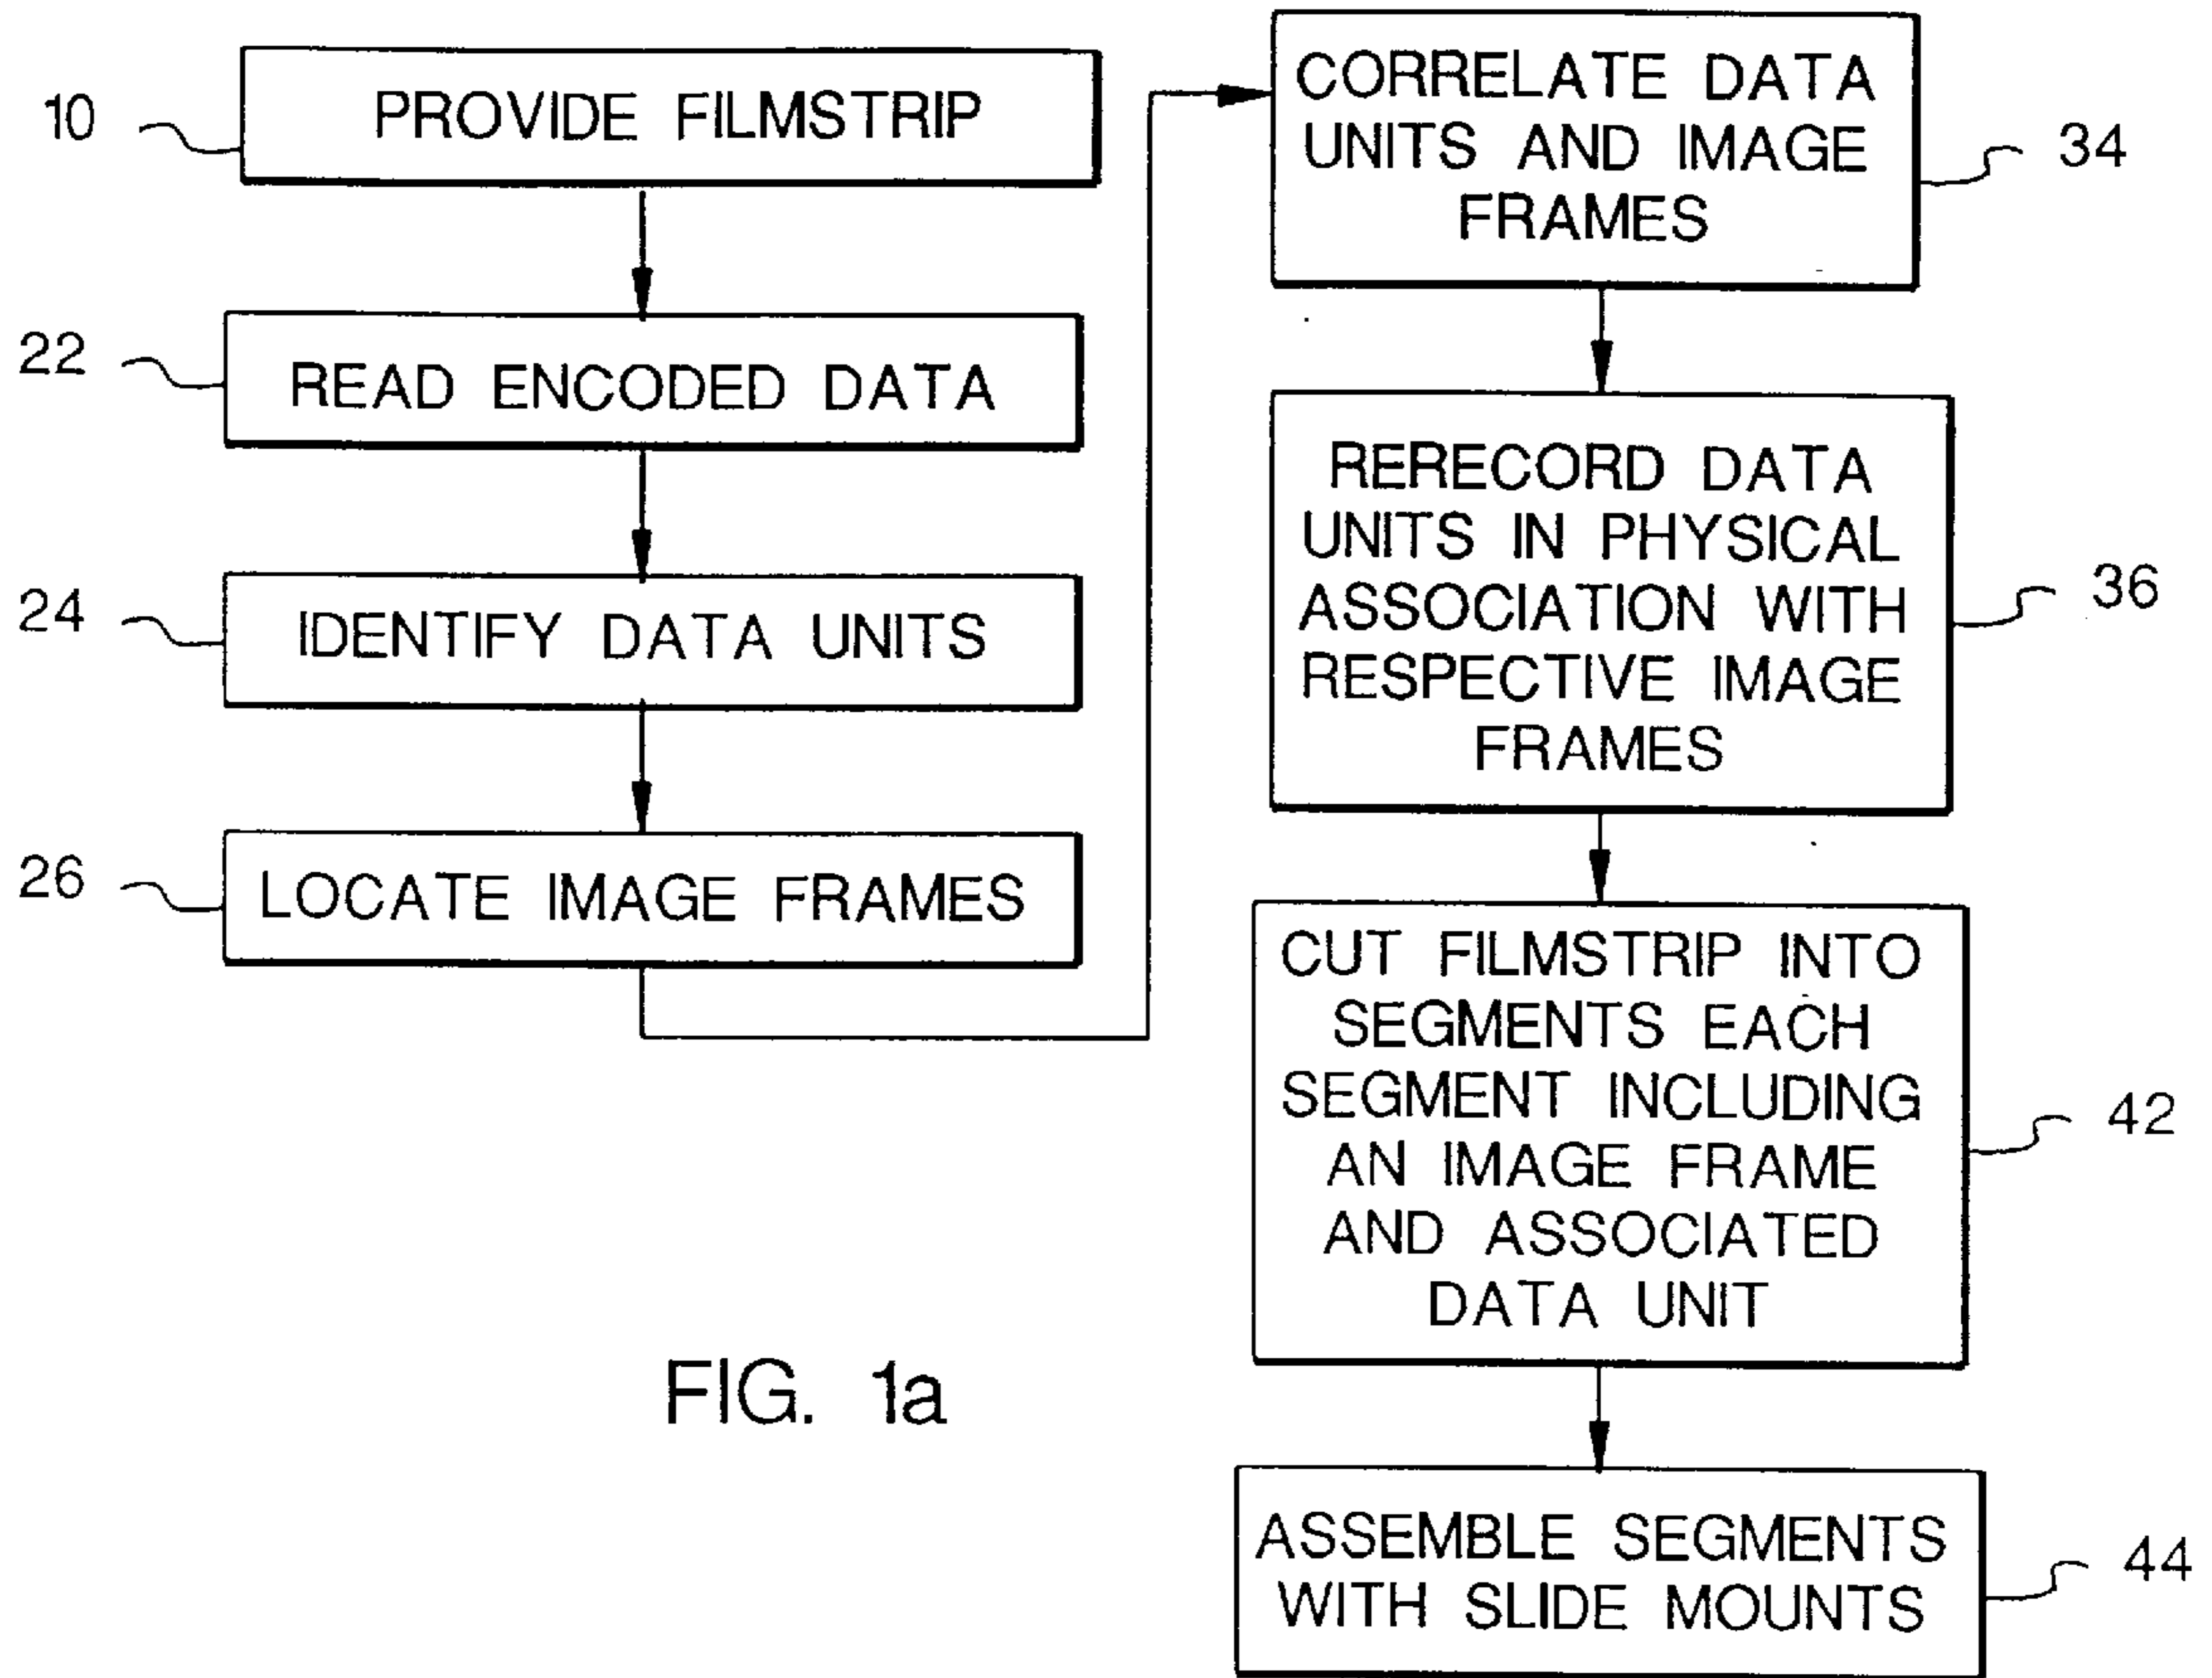 10
PROVIDE FILMSTRIP
22
READ ENCODED DATA
24
IDENTIFY DATA UNITS
26
LOCATE IMAGE FRAMES
CORRELATE DATA
UNITS AND IMAGE
FRAMES
34
RERECORD DATA
UNITS IN PHYSICAL
ASSOCIATION WITH
RESPECTIVE IMAGE
FRAMES
36
CUT FILMSTRIP INTO
SEGMENTS EACH
SEGMENT INCLUDING
AN IMAGE FRAME
AND ASSOCIATED
DATA UNIT
42
ASSEMBLE SEGMENTS
WITH SLIDE MOUNTS
44
FIG. 1a